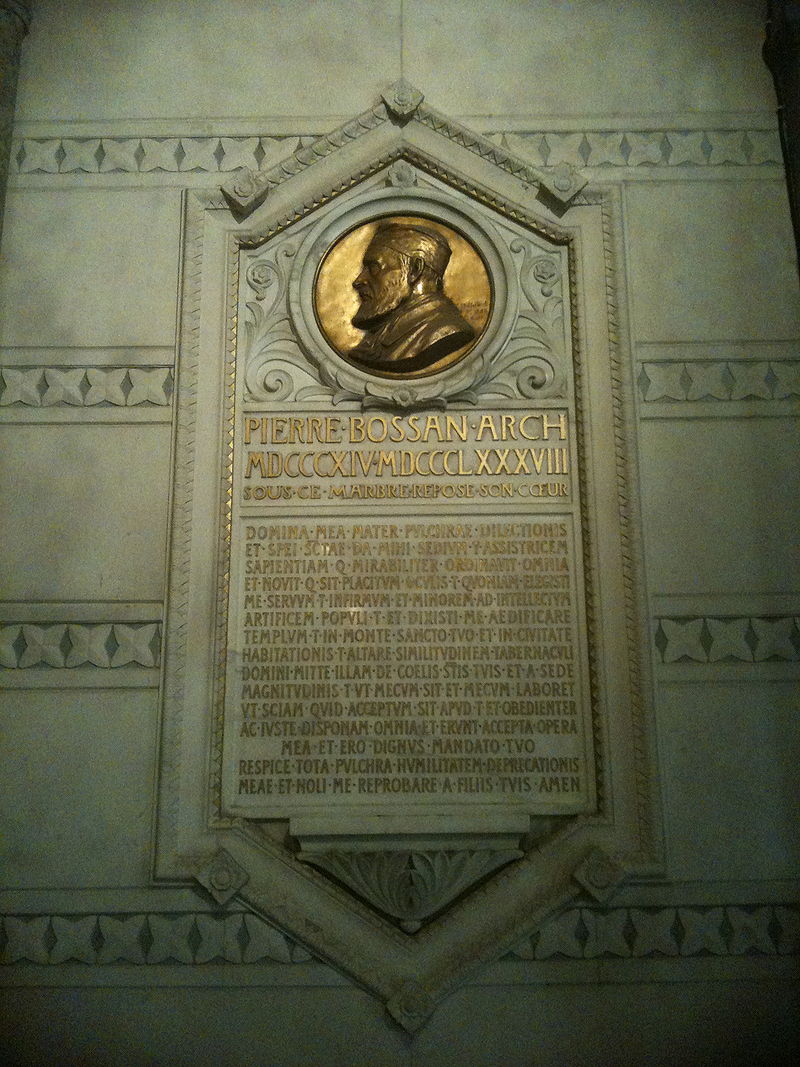 PIERRE·BOSSAN·ARCH
MDCCCXIV·MDCCCLXXXVIII
SOUS·CE·MARBRE·REPOSE·SON·CŒUR
DOMINA·MEA·MATER·PVLCHRAE·DILECTIONIS
ET·SPEI·SCTAE·DA·MIHI·SEDIVM·T·ASSISTRICEM
SAPIENTIAM·Q·MIRABILITER·ORDINAVIT·OMNIA
ET·NOVIT·Q·SIT·PLACITVM·OCVLIS·T·QVONIAM·ELEGISTI
ME·SERVVM·T·INFIRMVM·ET·MINOREM·AD·INTELLECTVM
ARTIFICEM·POPVLI·T·ET·DIXISTI·ME·AEDIFICARE
TEMPLVM·T·IN·MONTE·SANCTO·TVO·ET·IN·CIVITATE
HABITATIONIS·T·ALTARE·SIMILITVDINEM·TABERNACVLI
DOMINI·MITTE·ILLAM·DE·COELIS·STIS·TVIS·ET·A·SEDE
MAGNITVDINIS·T·VT·MECVM·SIT·ET·MECVM·LABORET
VT·SCIAM·QVID·ACCEPTVM·SIT·APVD·T·ET·OBEDIENTER
AC·IVSTE·DISPONAM·OMNIA·ET·ERVNT·ACCEPTA·OPERA
MEA·ET·ERO·DIGNVS·MANDATO·TVO
RESPICE·TOTA·PVLCHRA·HVMILITATEM·DEPRECATIONIS
MEAE·ET·NOLI·ME·REPROBARE·A·FILIIS·TVIS·AMEN